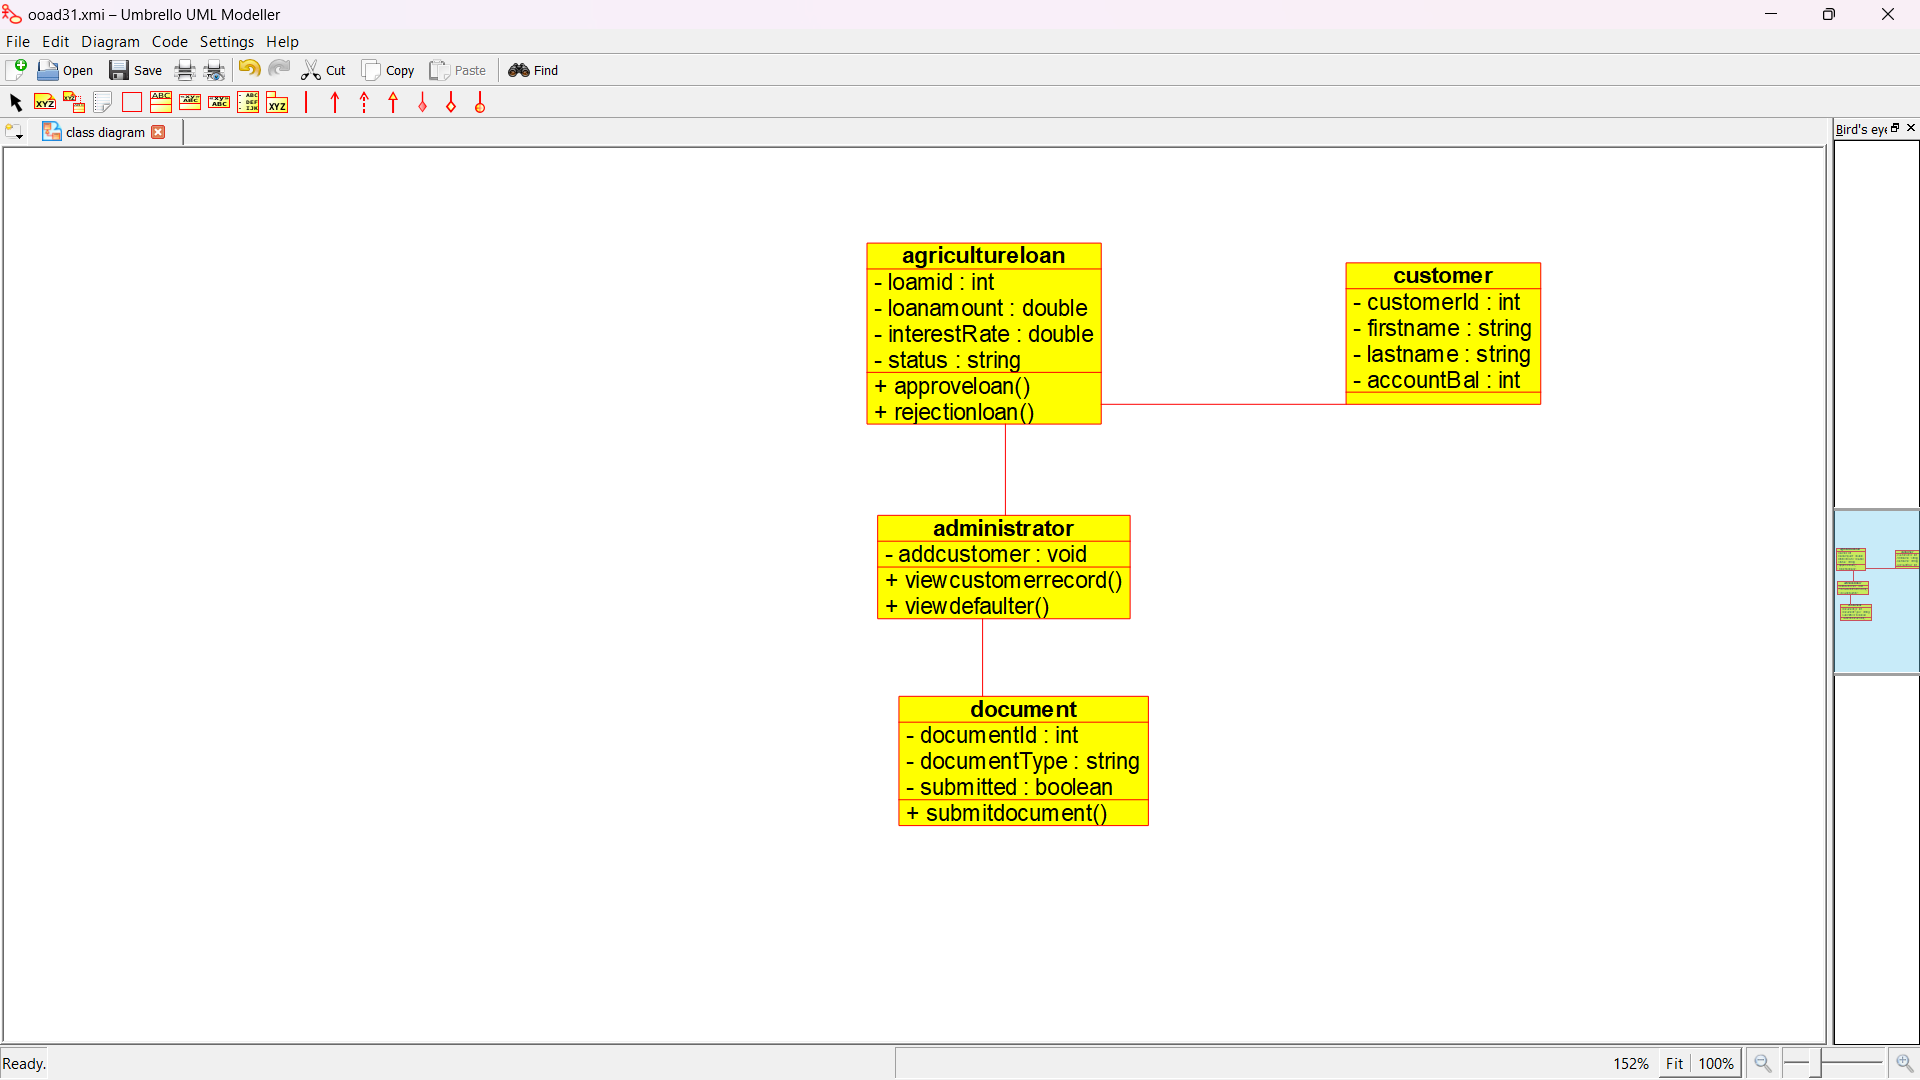 ooad31.xmi – Umbrello UML Modeller
File Edit Diagram Code Settings Help
Open Save Cut Copy Paste Find
class diagram
Bird's eye
agricultureloan
- loamid : int
- loanamount : double
- interestRate : double
- status : string
+ approveloan()
+ rejectionloan()
customer
- customerId : int
- firstname : string
- lastname : string
- accountBal : int
administrator
- addcustomer : void
+ viewcustomerrecord()
+ viewdefaulter()
document
- documentId : int
- documentType : string
- submitted : boolean
+ submitdocument()
Ready.
152% Fit 100%